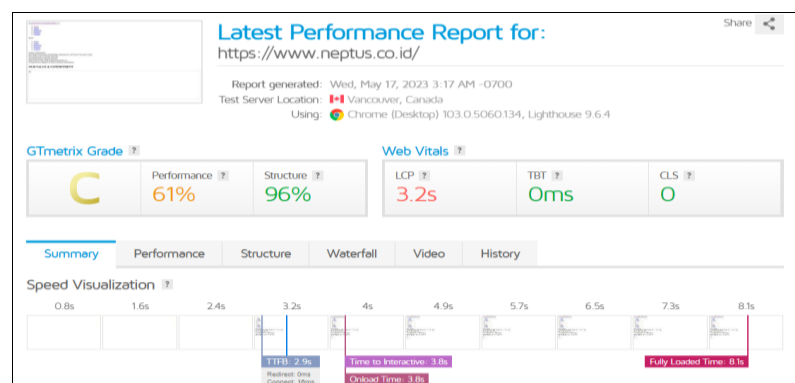 Share
Latest Performance Report for:
https://www.neptus.co.id/
Report generated: Wed, May 17, 2023 3:17 AM -0700
Test Server Location: Vancouver, Canada
Using: Chrome (Desktop) 103.0.5060.134, Lighthouse 9.6.4
GTmetrix Grade ?
Web Vitals ?
C
Performance ?
61%
Structure ?
96%
LCP ?
3.2s
TBT ?
0ms
CLS ?
0
Summary Performance Structure Waterfall Video History
Speed Visualization ?
0.8s 1.6s 2.4s 3.2s 4s 4.9s 5.7s 6.5s 7.3s 8.1s
TTFB: 2.9s
Time to Interactive: 3.8s
Fully Loaded Time: 8.1s
Redirect: 0ms
Connect: 16ms
Onload Time: 3.8s